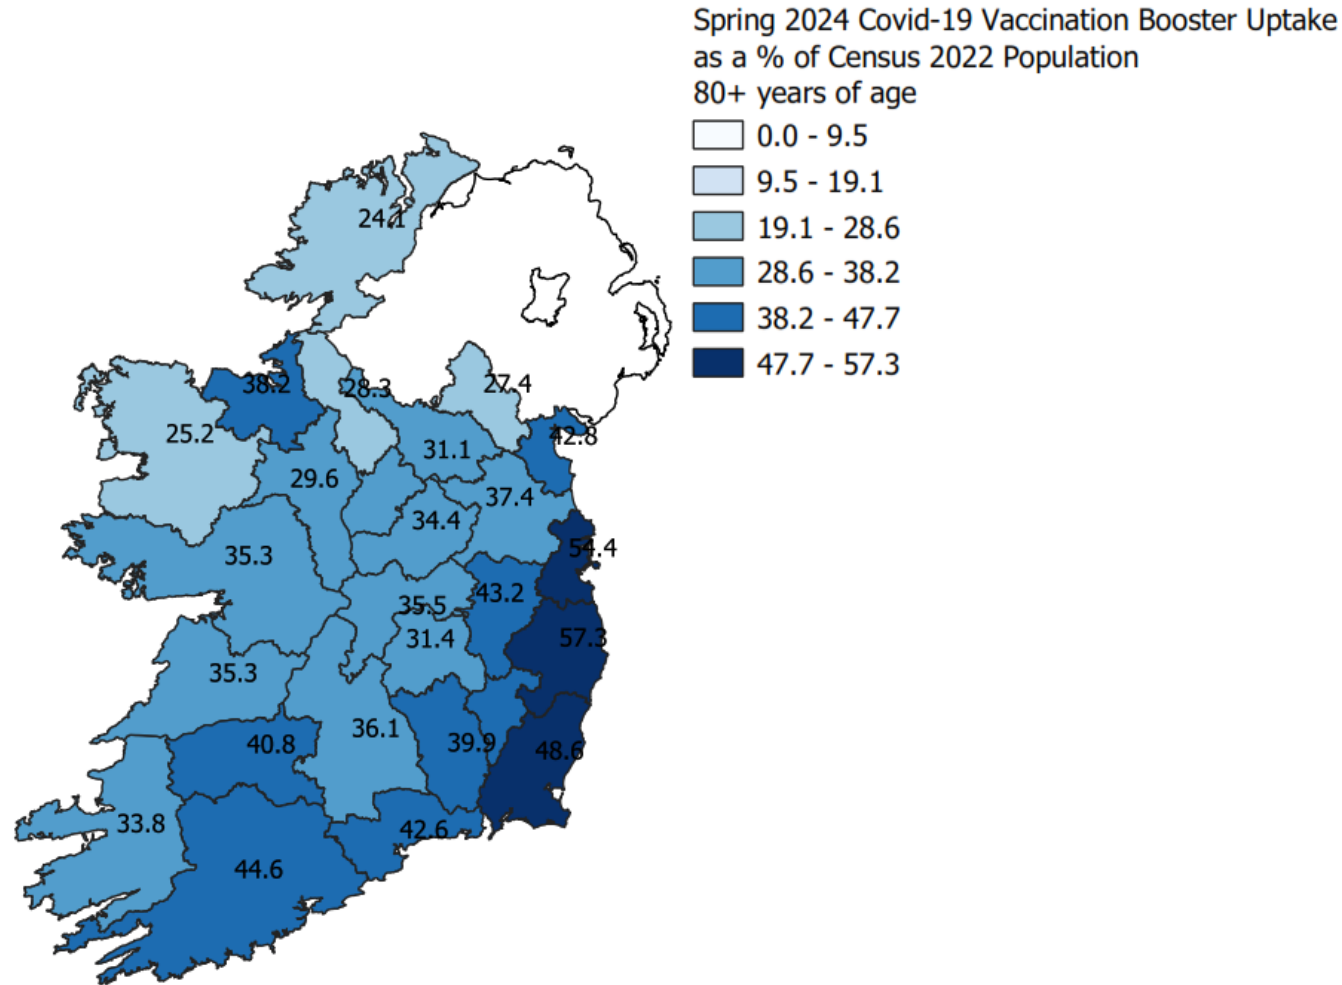 Spring 2024 Covid-19 Vaccination Booster Uptake
as a % of Census 2022 Population
80+ years of age
0.0 - 9.5
9.5 - 19.1
19.1 - 28.6
28.6 - 38.2
38.2 - 47.7
47.7 - 57.3
24.1
38.2
28.3
27.4
25.2
42.8
31.1
29.6
37.4
34.4
35.3
54.4
43.2
35.5
31.4
57.3
35.3
36.1
40.8
39.9
48.6
33.8
42.6
44.6